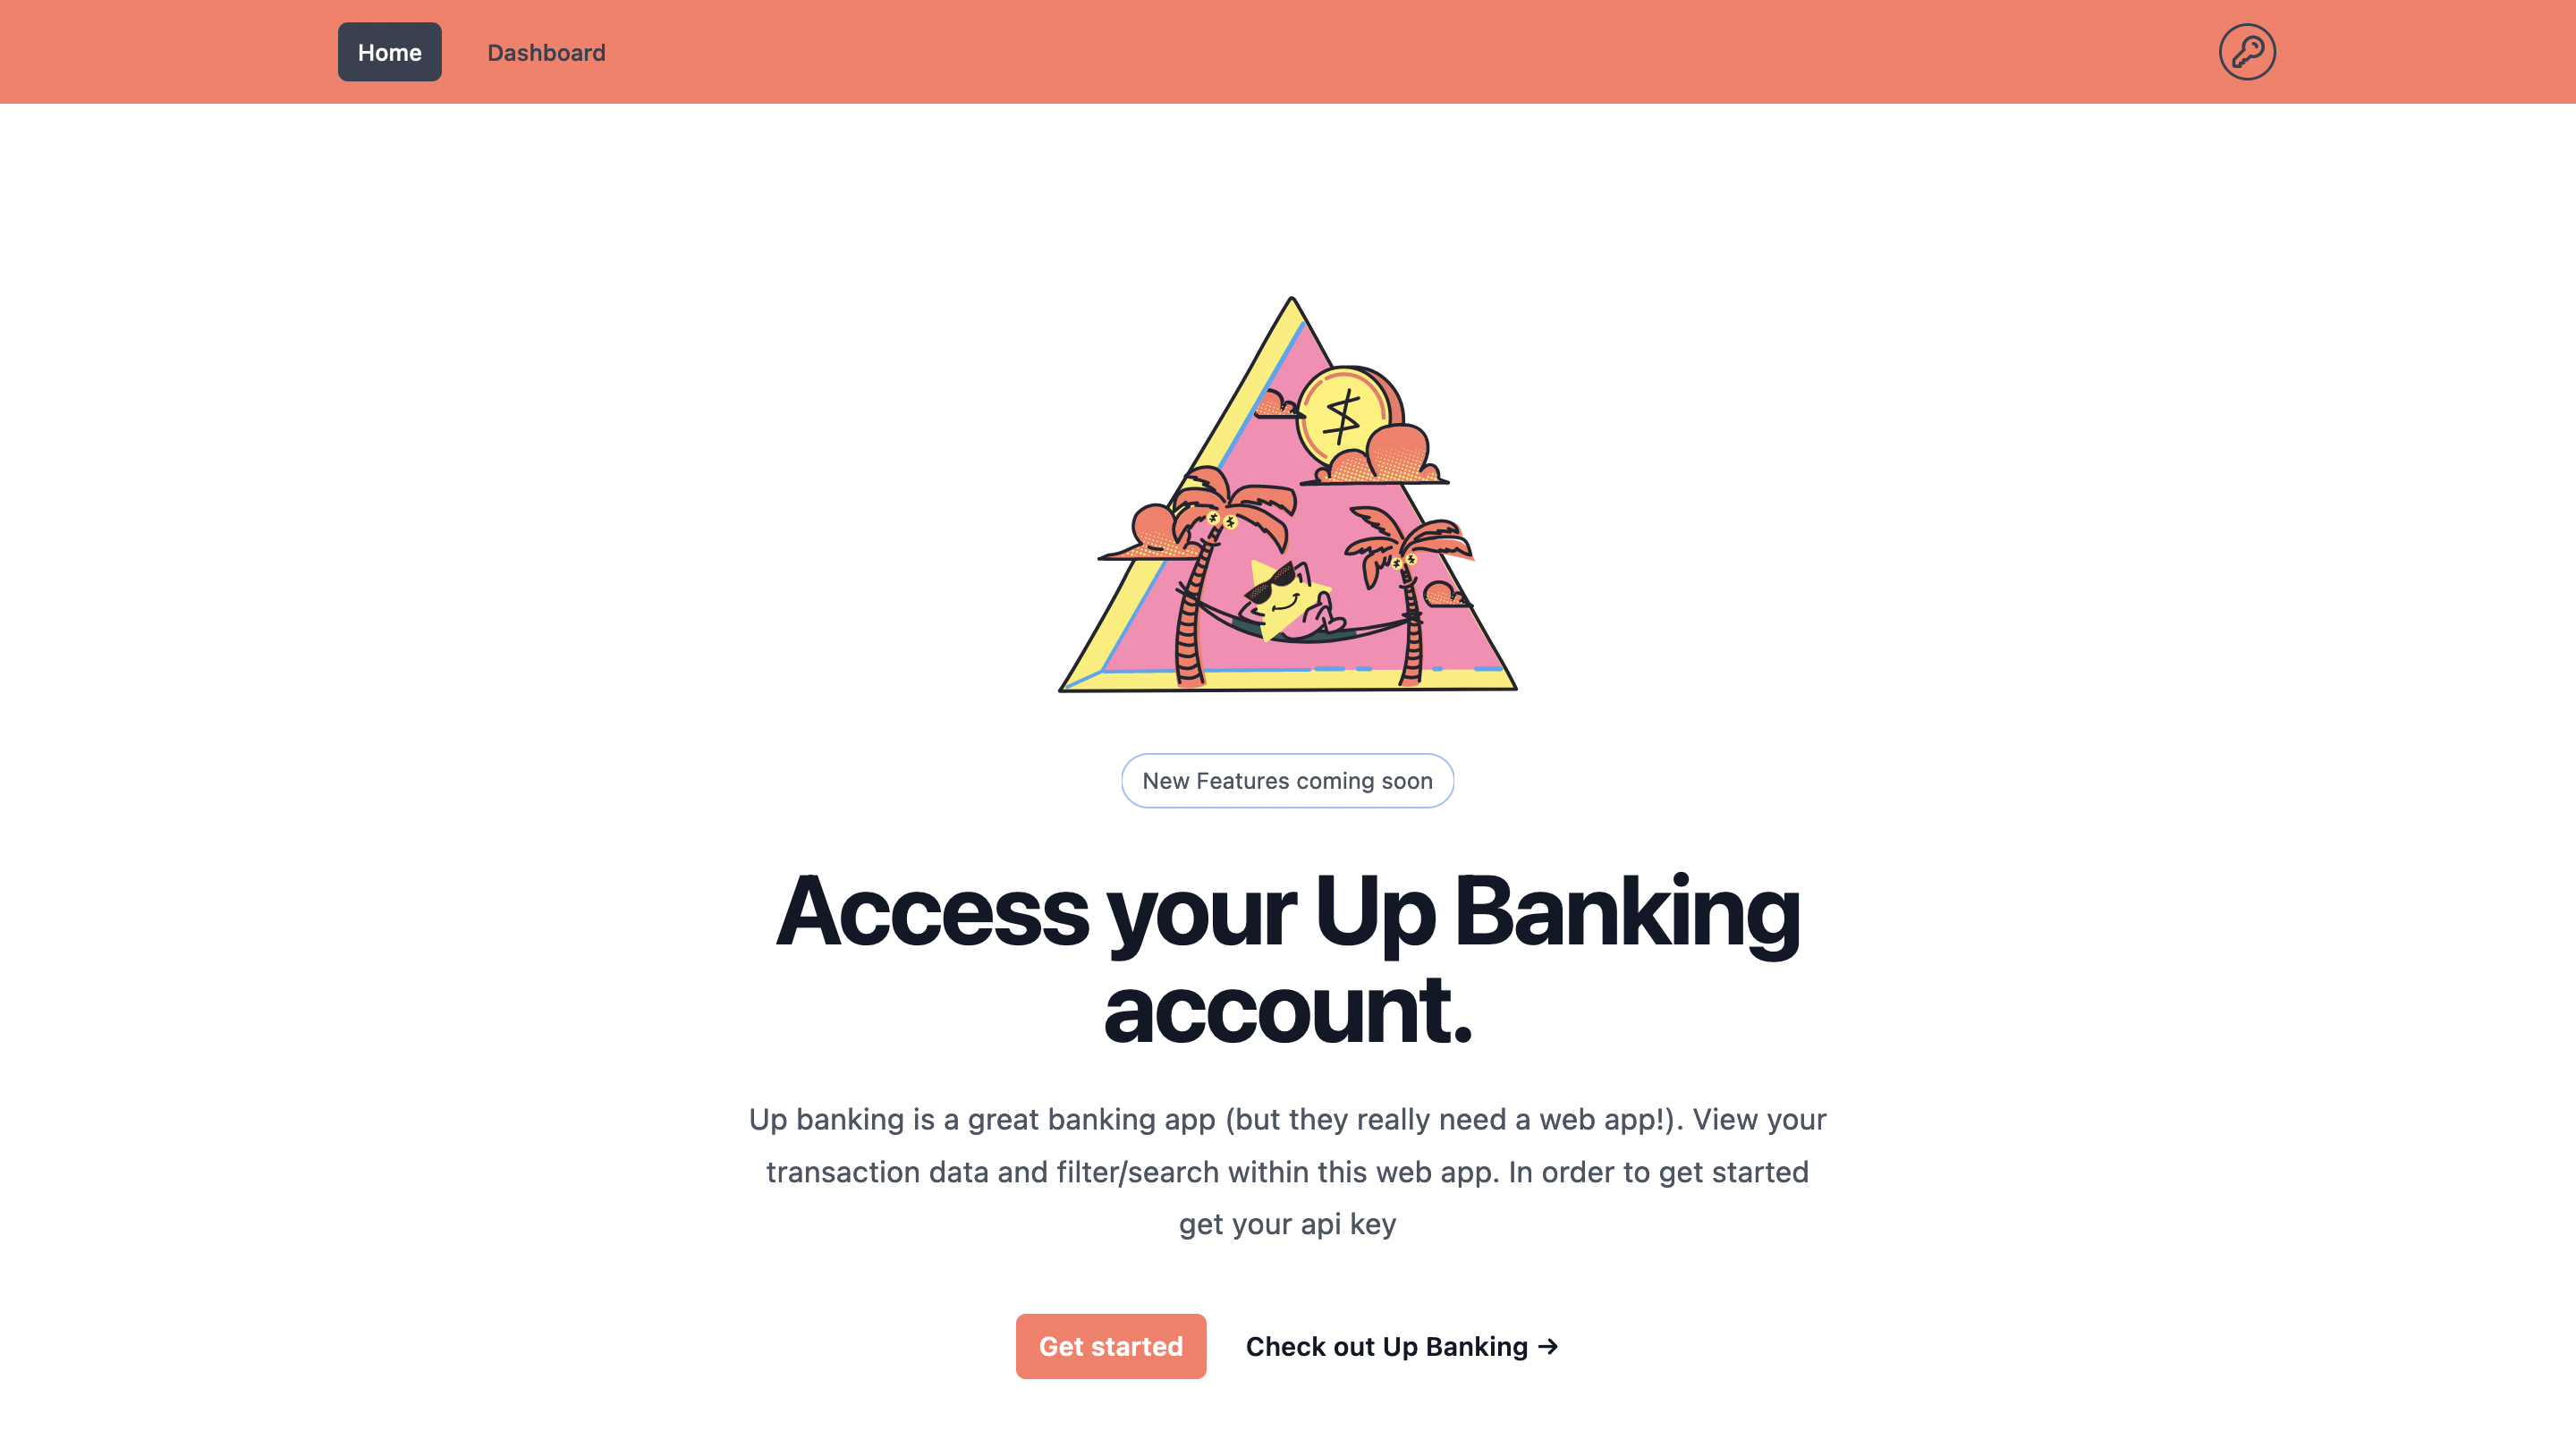 Home Dashboard
New Features coming soon
Access your Up Banking
account.
Up banking is a great banking app (but they really need a web app!). View your
transaction data and filter/search within this web app. In order to get started
get your api key
Get started Check out Up Banking →